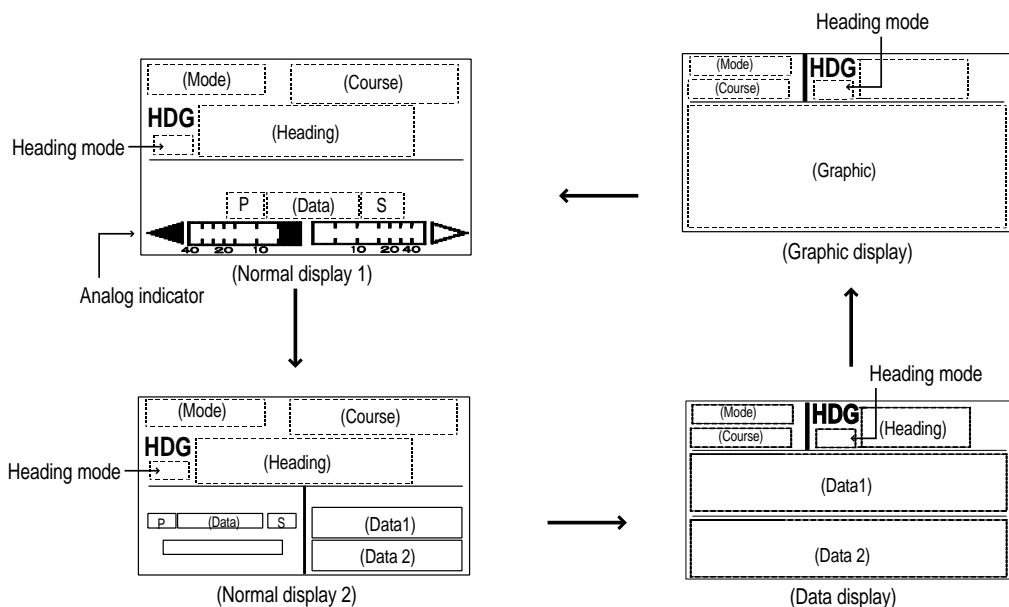 (Mode)
(Course)
HDG
(Heading)
Heading mode
P
(Data)
S
40 20 10
10 20 40
(Normal display 1)
Analog indicator
Heading mode
(Mode)
HDG
(Course)
(Graphic)
(Graphic display)
(Mode)
(Course)
HDG
(Heading)
Heading mode
P
(Data)
S
(Data1)
(Data 2)
(Normal display 2)
Heading mode
(Mode)
HDG
(Course)
(Heading)
(Data1)
(Data 2)
(Data display)